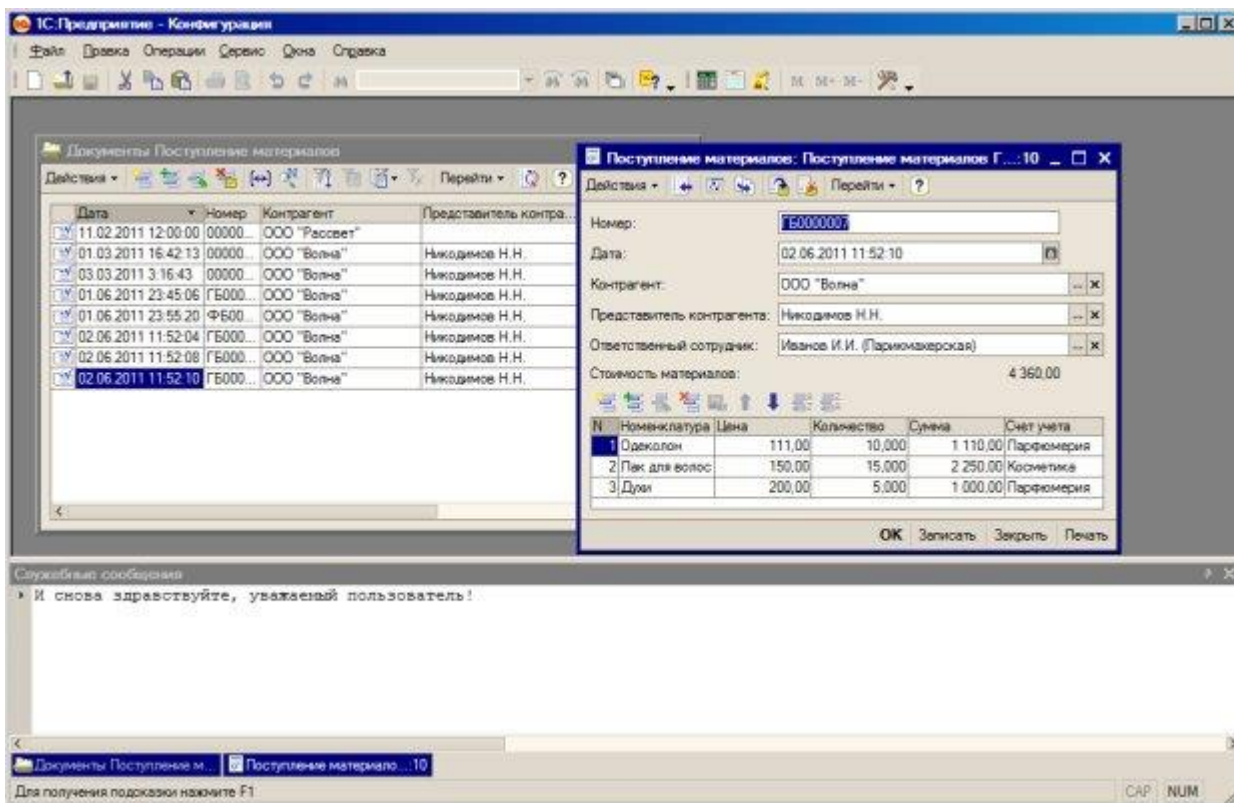 1С:Предприятие - Конфигурация
Файл Правка Операции Сервис Окна Справка
M M+ M-
Документы Поступление материалов
Действия Перейти ?
Дата Номер Контрагент Представитель контра...
11.02.2011 12:00:00 00000... ООО "Рассвет"
01.03.2011 16:42:13 00000... ООО "Волна" Никодимов Н.Н.
03.03.2011 3:16:43 00000... ООО "Волна" Никодимов Н.Н.
01.06.2011 23:45:06 ГБ000... ООО "Волна" Никодимов Н.Н.
01.06.2011 23:55:20 ФБ00... ООО "Волна" Никодимов Н.Н.
02.06.2011 11:52:04 ГБ000... ООО "Волна" Никодимов Н.Н.
02.06.2011 11:52:08 ГБ000... ООО "Волна" Никодимов Н.Н.
02.06.2011 11:52:10 ГБ000... ООО "Волна" Никодимов Н.Н.
Поступление материалов: Поступление материалов Г...:10
Действия Перейти ?
Номер: ГБ0000007
Дата: 02.06.2011 11:52:10
Контрагент: ООО "Волна"
Представитель контрагента: Никодимов Н.Н.
Ответственный сотрудник: Иванов И.И. (Парикмахерская)
Стоимость материалов: 4 360,00
N Номенклатура Цена Количество Сумма Счет учета
1 Одеколон 111,00 10,000 1 110,00 Парфюмерия
2 Лак для волос 150,00 15,000 2 250,00 Косметика
3 Духи 200,00 5,000 1 000,00 Парфюмерия
OK Записать Закрыть Печать
Служебные сообщения
И снова здравствуйте, уважаемый пользователь!
Документы Поступление м... Поступление материало...:10
Для получения подсказки нажмите F1
CAP NUM